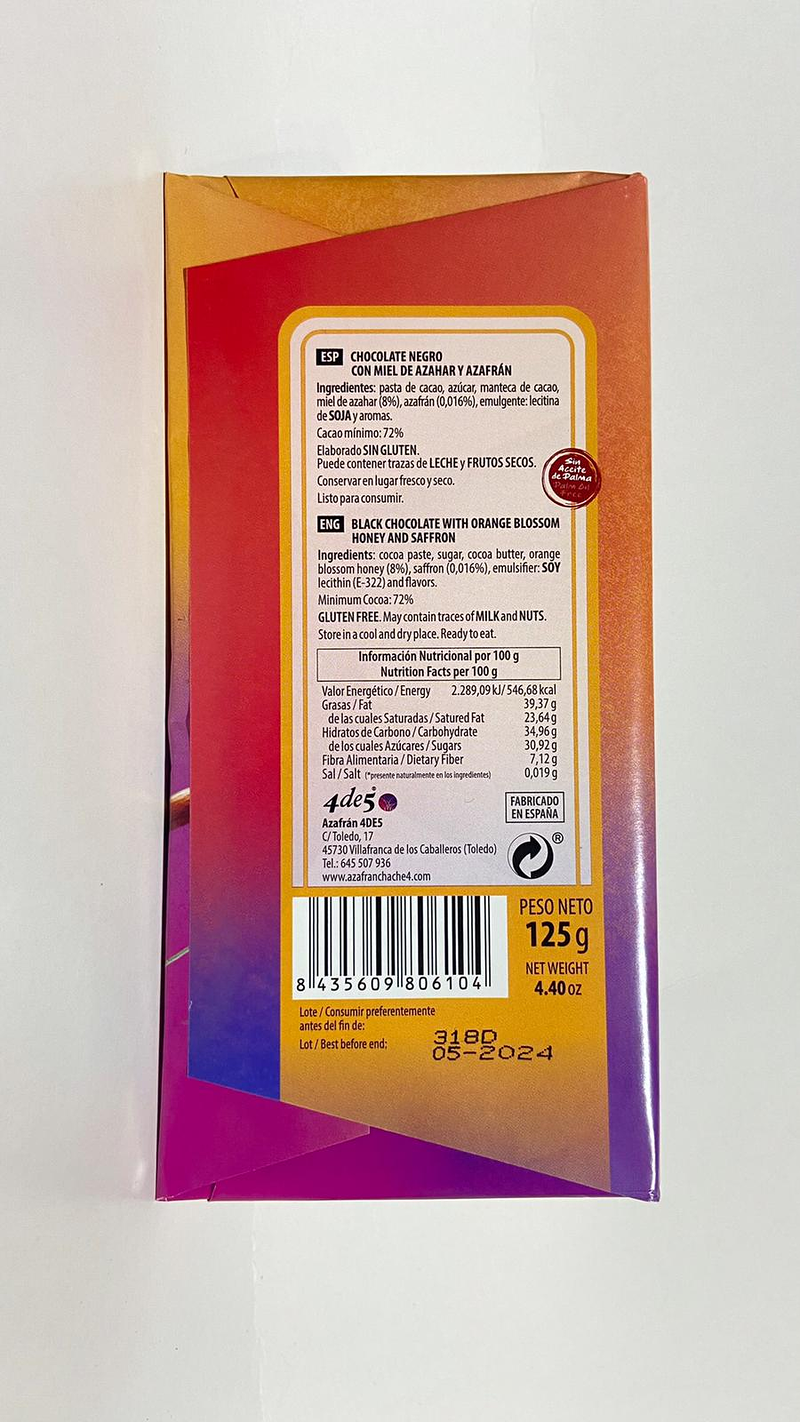 ESP CHOCOLATE NEGRO
CON MIEL DE AZAHAR Y AZAFRÁN
Ingredientes: pasta de cacao, azúcar, manteca de cacao,
miel de azahar (8%), azafrán (0,016%), emulgente: lecitina
de SOJA y aromas.
Cacao mínimo: 72%
Elaborado SIN GLUTEN.
Puede contener trazas de LECHE y FRUTOS SECOS.
Conservar en lugar fresco y seco.
Listo para consumir.
Sin
Aceite
de Palma
Palm Oil
Free
ENG BLACK CHOCOLATE WITH ORANGE BLOSSOM
HONEY AND SAFFRON
Ingredients: cocoa paste, sugar, cocoa butter, orange
blossom honey (8%), saffron (0,016%), emulsifier: SOY
lecithin (E-322) and flavors.
Minimum Cocoa: 72%
GLUTEN FREE. May contain traces of MILK and NUTS.
Store in a cool and dry place. Ready to eat.
Información Nutricional por 100 g
Nutrition Facts per 100 g
Valor Energético / Energy 2.289,09 kJ/ 546,68 kcal
Grasas / Fat 39,37 g
de las cuales Saturadas / Satured Fat 23,64 g
Hidratos de Carbono / Carbohydrate 34,96 g
de los cuales Azúcares / Sugars 30,92 g
Fibra Alimentaria / Dietary Fiber 7,12 g
Sal / Salt (*presente naturalmente en los ingredientes) 0,019 g
4de5
Azafrán 4DE5
C/ Toledo, 17
45730 Villafranca de los Caballeros (Toledo)
Tel.: 645 507 936
www.azafranchache4.com
FABRICADO
EN ESPAÑA
®
8 435609 806104
PESO NETO
125 g
NET WEIGHT
4.40 oz
Lote / Consumir preferentemente
antes del fin de:
Lot / Best before end:
318D
05-2024